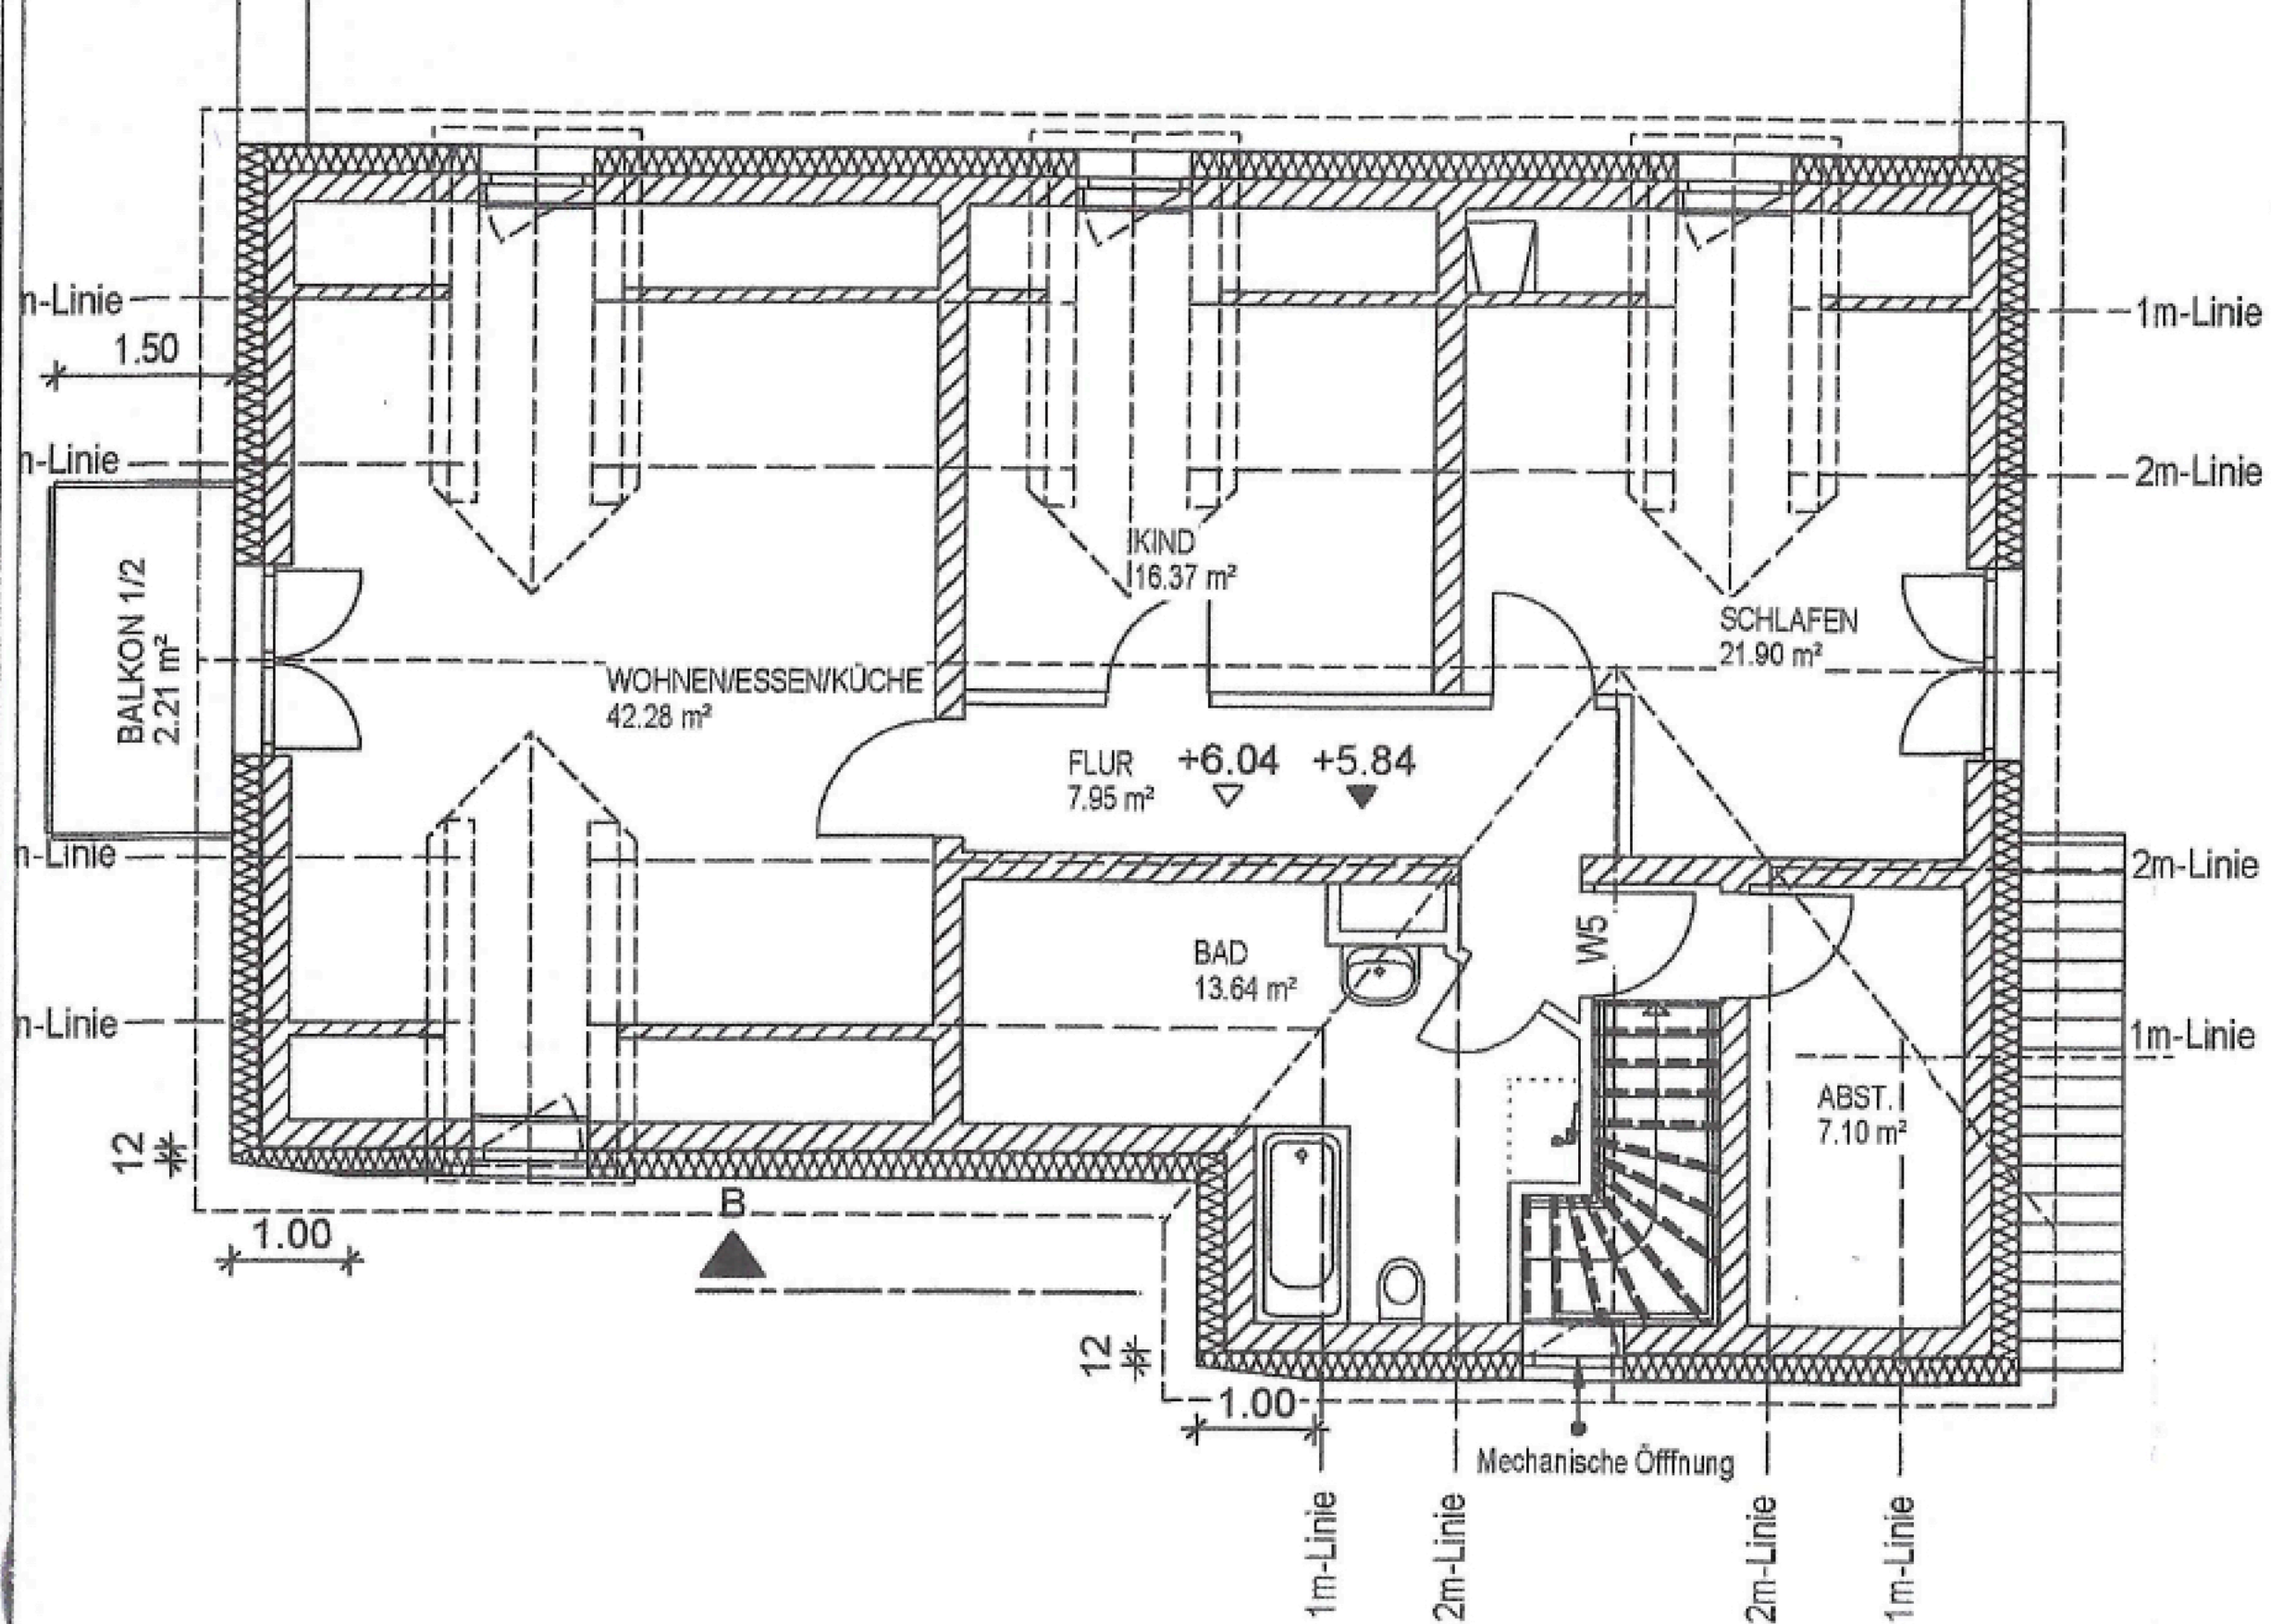 m-Linie
1m-Linie
1.50
m-Linie
2m-Linie
KIND
16.37 m²
SCHLAFEN
21.90 m²
BALKON 1/2
2.21 m²
WOHNEN/ESSEN/KÜCHE
42.28 m²
FLUR
7.95 m²
+6.04
+5.84
m-Linie
2m-Linie
BAD
13.64 m²
W5
m-Linie
1m-Linie
ABST.
7.10 m²
12
B
1.00
12
1.00
Mechanische Öfffnung
1m-Linie
2m-Linie
2m-Linie
1m-Linie